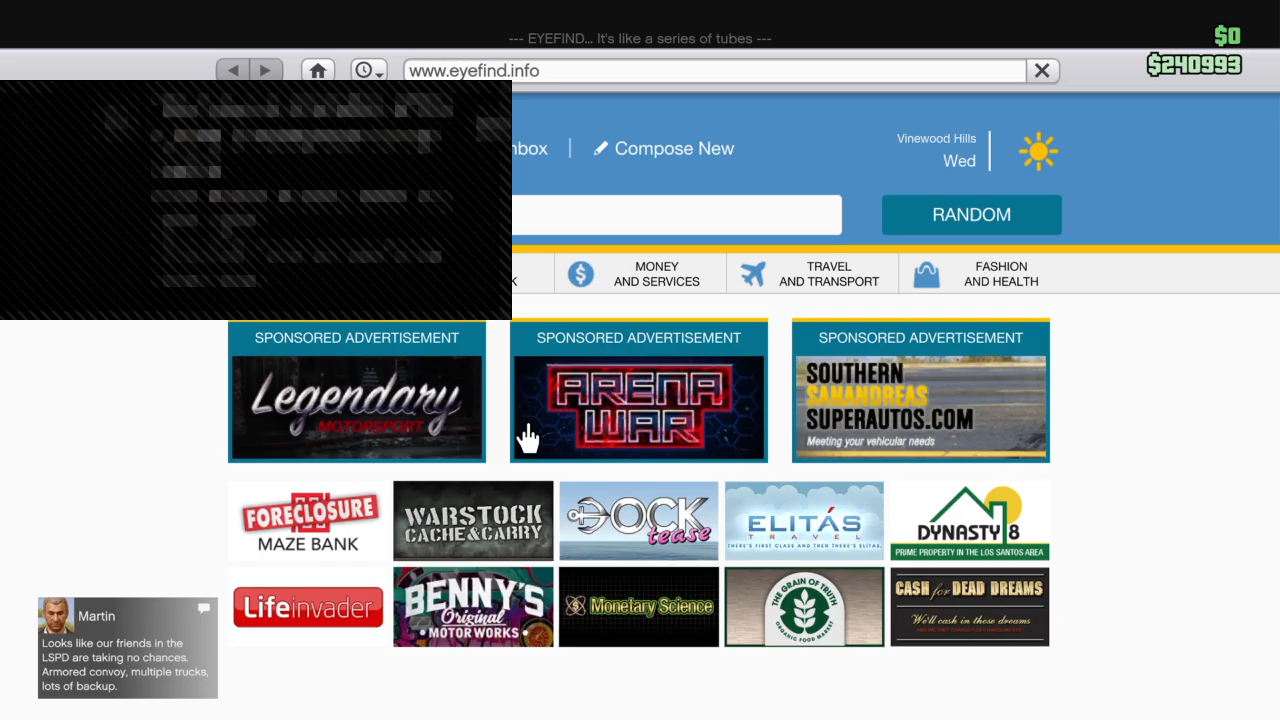 --- EYEFIND... It's like a series of tubes ---
$0
$240993
www.eyefind.info
nbox | Compose New
Vinewood Hills
Wed
RANDOM
K
MONEY
AND SERVICES
TRAVEL
AND TRANSPORT
FASHION
AND HEALTH
SPONSORED ADVERTISEMENT
Legendary
MOTORSPORT
SPONSORED ADVERTISEMENT
ARENA
WAR
SPONSORED ADVERTISEMENT
SOUTHERN
SANANDREAS
SUPERAUTOS.COM
Meeting your vehicular needs
FORECLOSURE
MAZE BANK
WARSTOCK
CACHE & CARRY
DOCK
tease
ELITÁS
TRAVEL
THERE'S FIRST CLASS AND THEN THERE'S ELITÁS
DYNASTY 8
PRIME PROPERTY IN THE LOS SANTOS AREA
Lifeinvader
BENNY'S
Original
MOTOR WORKS
Monetary Science
THE GRAIN OF TRUTH
ORGANIC FOOD MARKET
CASH for DEAD DREAMS
We'll cash in those dreams
Martin
Looks like our friends in the
LSPD are taking no chances.
Armored convoy, multiple trucks,
lots of backup.